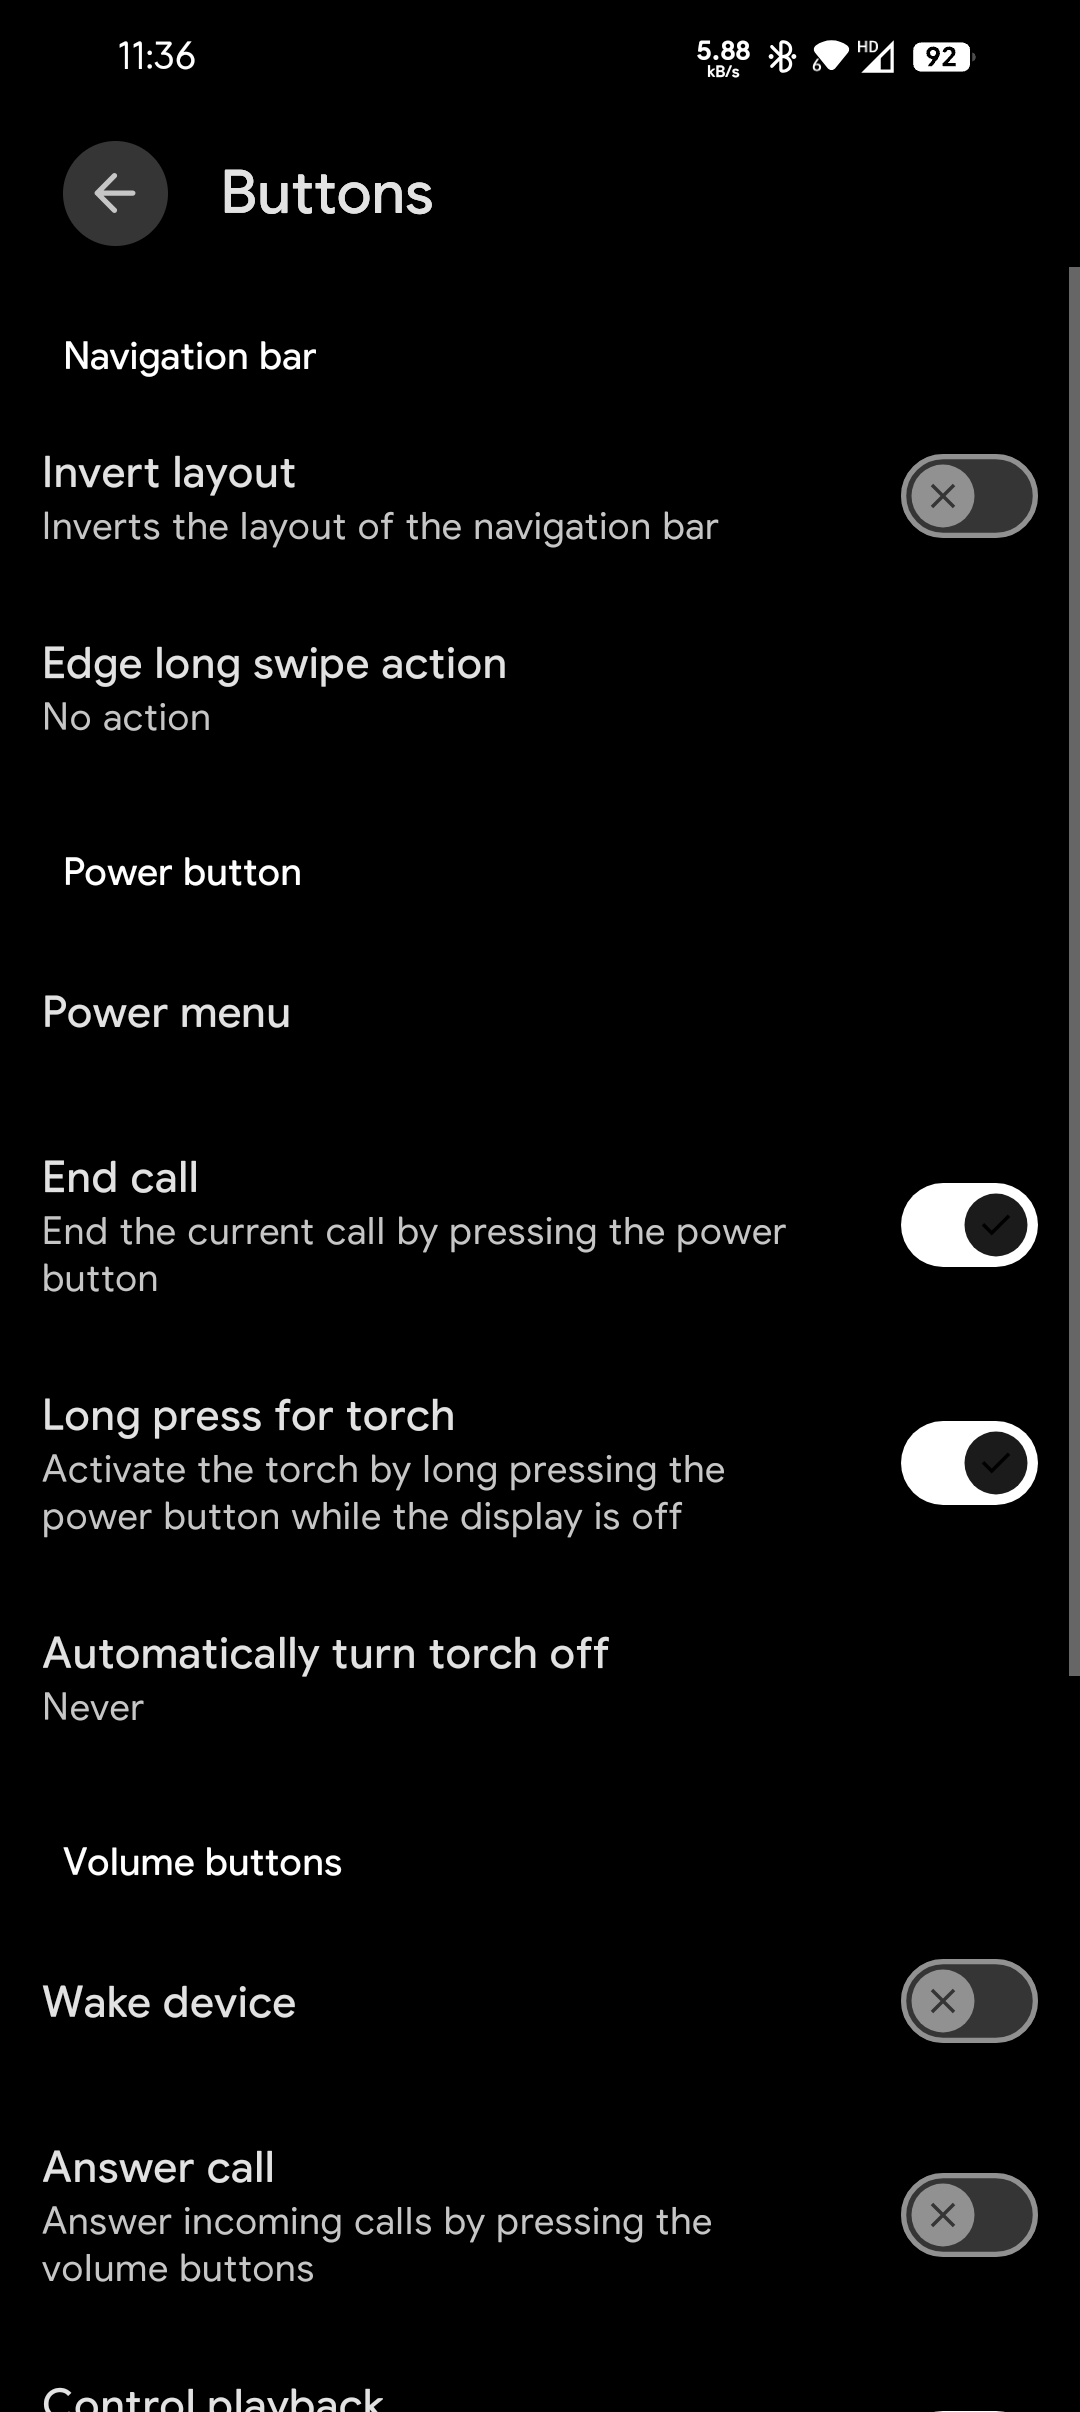 11:36
5.88
kB/s
6
HD
92
Buttons
Navigation bar
Invert layout
Inverts the layout of the navigation bar
Edge long swipe action
No action
Power button
Power menu
End call
End the current call by pressing the power
button
Long press for torch
Activate the torch by long pressing the
power button while the display is off
Automatically turn torch off
Never
Volume buttons
Wake device
Answer call
Answer incoming calls by pressing the
volume buttons
Control playback